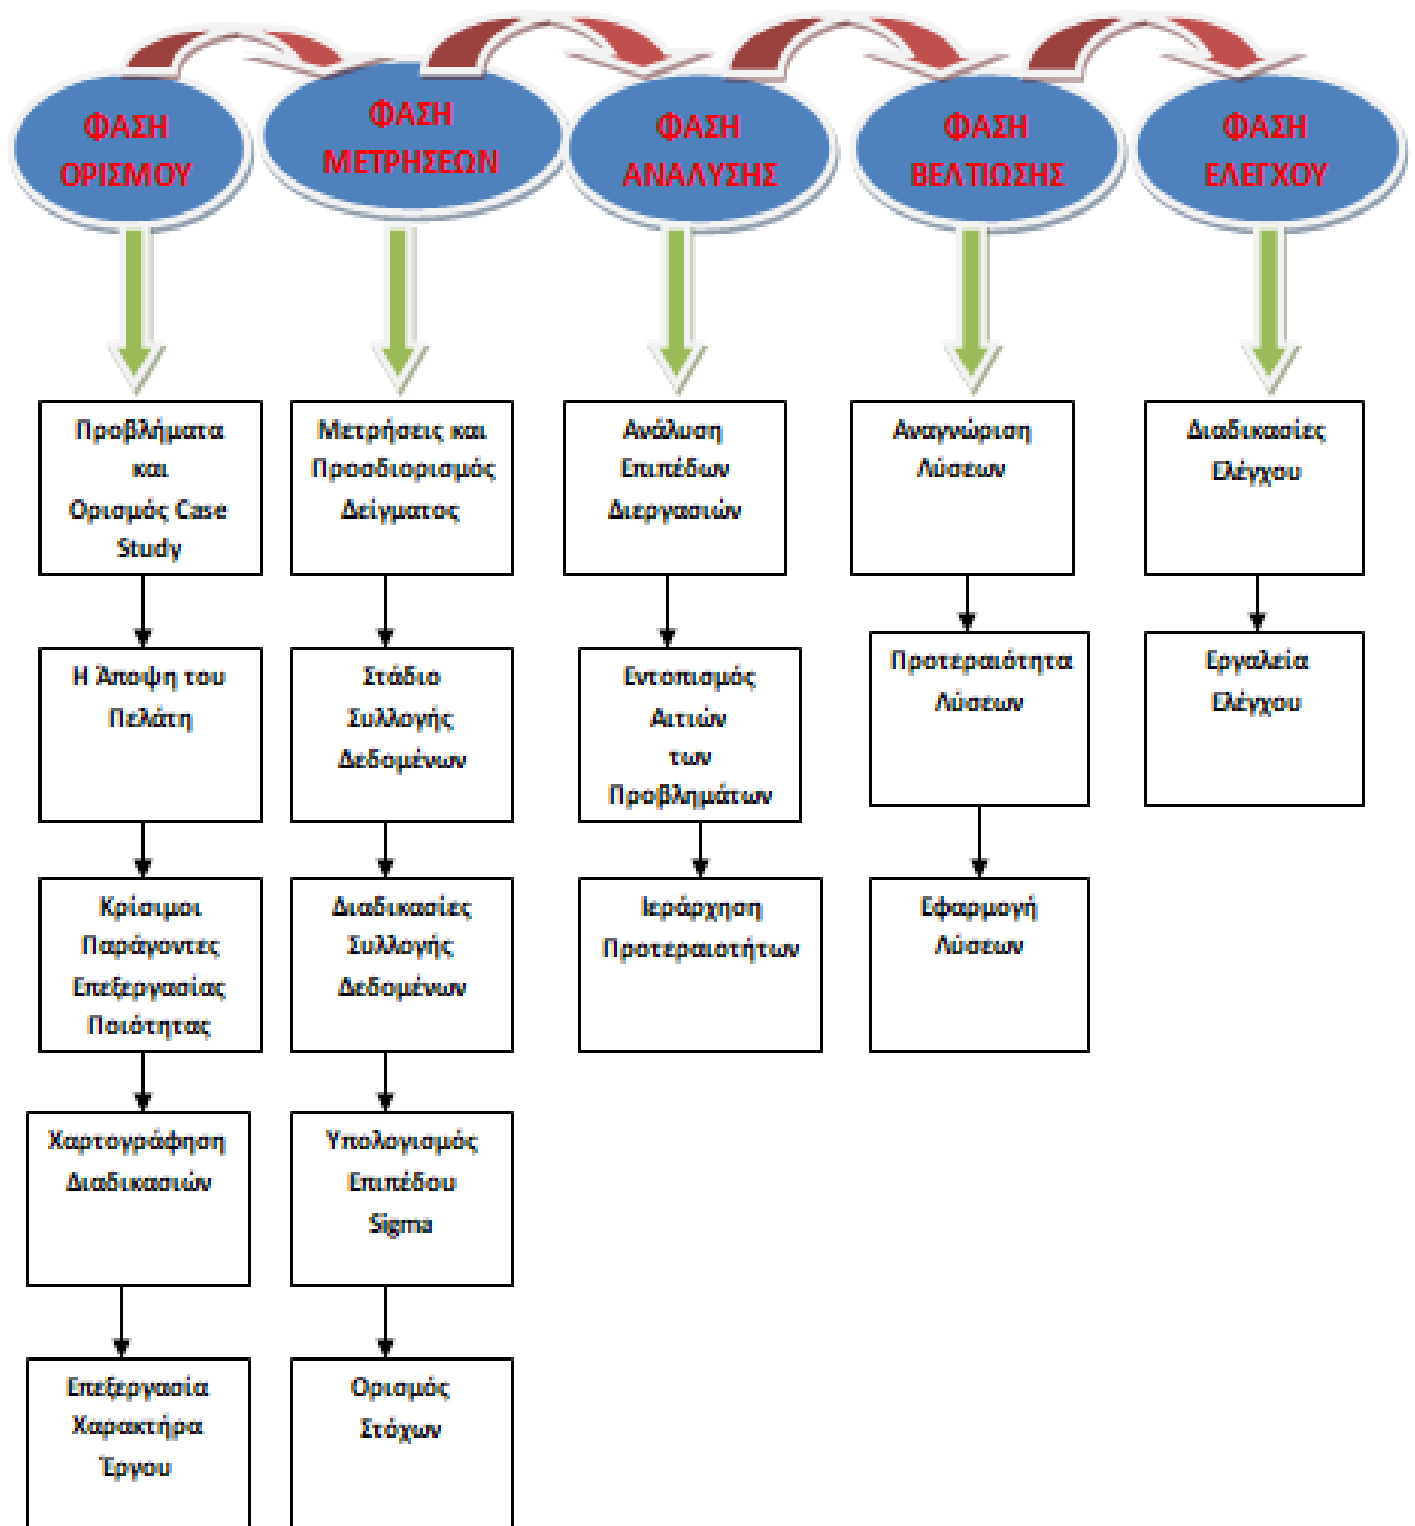 ΦΑΣΗ
ΟΡΙΣΜΟΥ
ΦΑΣΗ
ΜΕΤΡΗΣΕΩΝ
ΦΑΣΗ
ΑΝΑΛΥΣΗΣ
ΦΑΣΗ
ΒΕΛΤΙΩΣΗΣ
ΦΑΣΗ
ΕΛΕΓΧΟΥ
Προβλήματα
και
Ορισμός Case
Study
Η Άποψη του
Πελάτη
Κρίσιμοι
Παράγοντες
Επεξεργασίας
Ποιότητας
Χαρτογράφηση
Διαδικασιών
Επεξεργασία
Χαρακτήρα
Έργου
Μετρήσεις και
Προσδιορισμός
Δείγματος
Στάδιο
Συλλογής
Δεδομένων
Διαδικασίες
Συλλογής
Δεδομένων
Υπολογισμός
Επιπέδου
Sigma
Ορισμός
Στόχων
Ανάλυση
Επιπέδων
Διεργασιών
Εντοπισμός
Αιτιών
των
Προβλημάτων
Ιεράρχηση
Προτεραιοτήτων
Αναγνώριση
Λύσεων
Προτεραιότητα
Λύσεων
Εφαρμογή
Λύσεων
Διαδικασίες
Ελέγχου
Εργαλεία
Ελέγχου